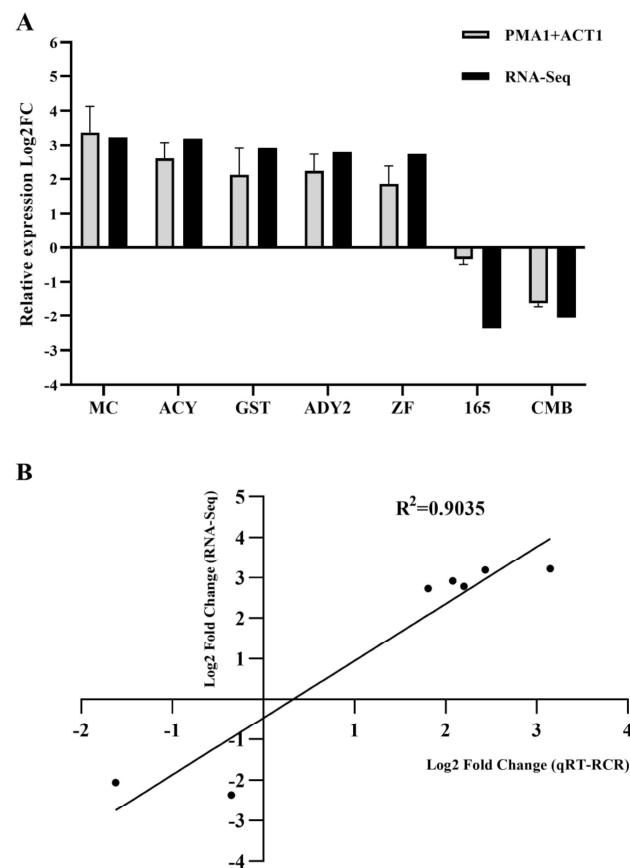 A
PMA1+ACT1
RNA-Seq
Relative expression Log2FC
6
5
4
3
2
1
0
-1
-2
-3
-4
MC ACY GST ADY2 ZF 165 CMB
B
R²=0.9035
Log2 Fold Change (RNA-Seq)
5
4
3
2
1
-1
-2
-3
-4
-2 -1 1 2 3 4
Log2 Fold Change (qRT-RCR)